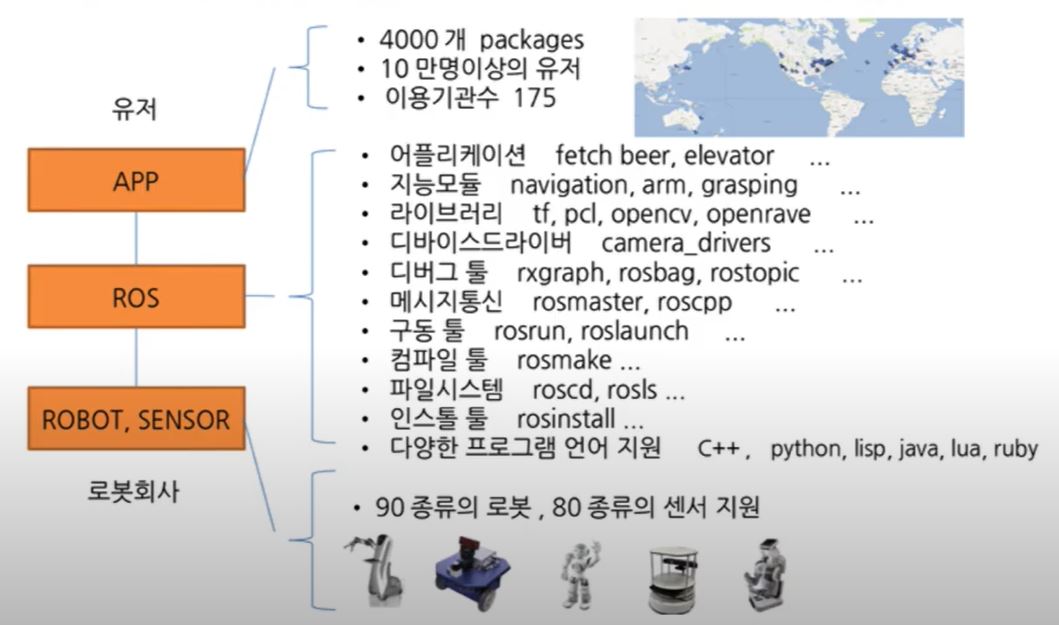 유저
APP
ROS
ROBOT, SENSOR
로봇회사
• 4000 개 packages
• 10 만명이상의 유저
• 이용기관수 175
• 어플리케이션 fetch beer, elevator ...
• 지능모듈 navigation, arm, grasping ...
• 라이브러리 tf, pcl, opencv, openrave ...
• 디바이스드라이버 camera_drivers ...
• 디버그 툴 rxgraph, rosbag, rostopic ...
• 메시지통신 rosmaster, roscpp ...
• 구동 툴 rosrun, roslaunch ...
• 컴파일 툴 rosmake ...
• 파일시스템 roscd, rosls ...
• 인스톨 툴 rosinstall ...
• 다양한 프로그램 언어 지원 C++ , python, lisp, java, lua, ruby
• 90 종류의 로봇 , 80 종류의 센서 지원